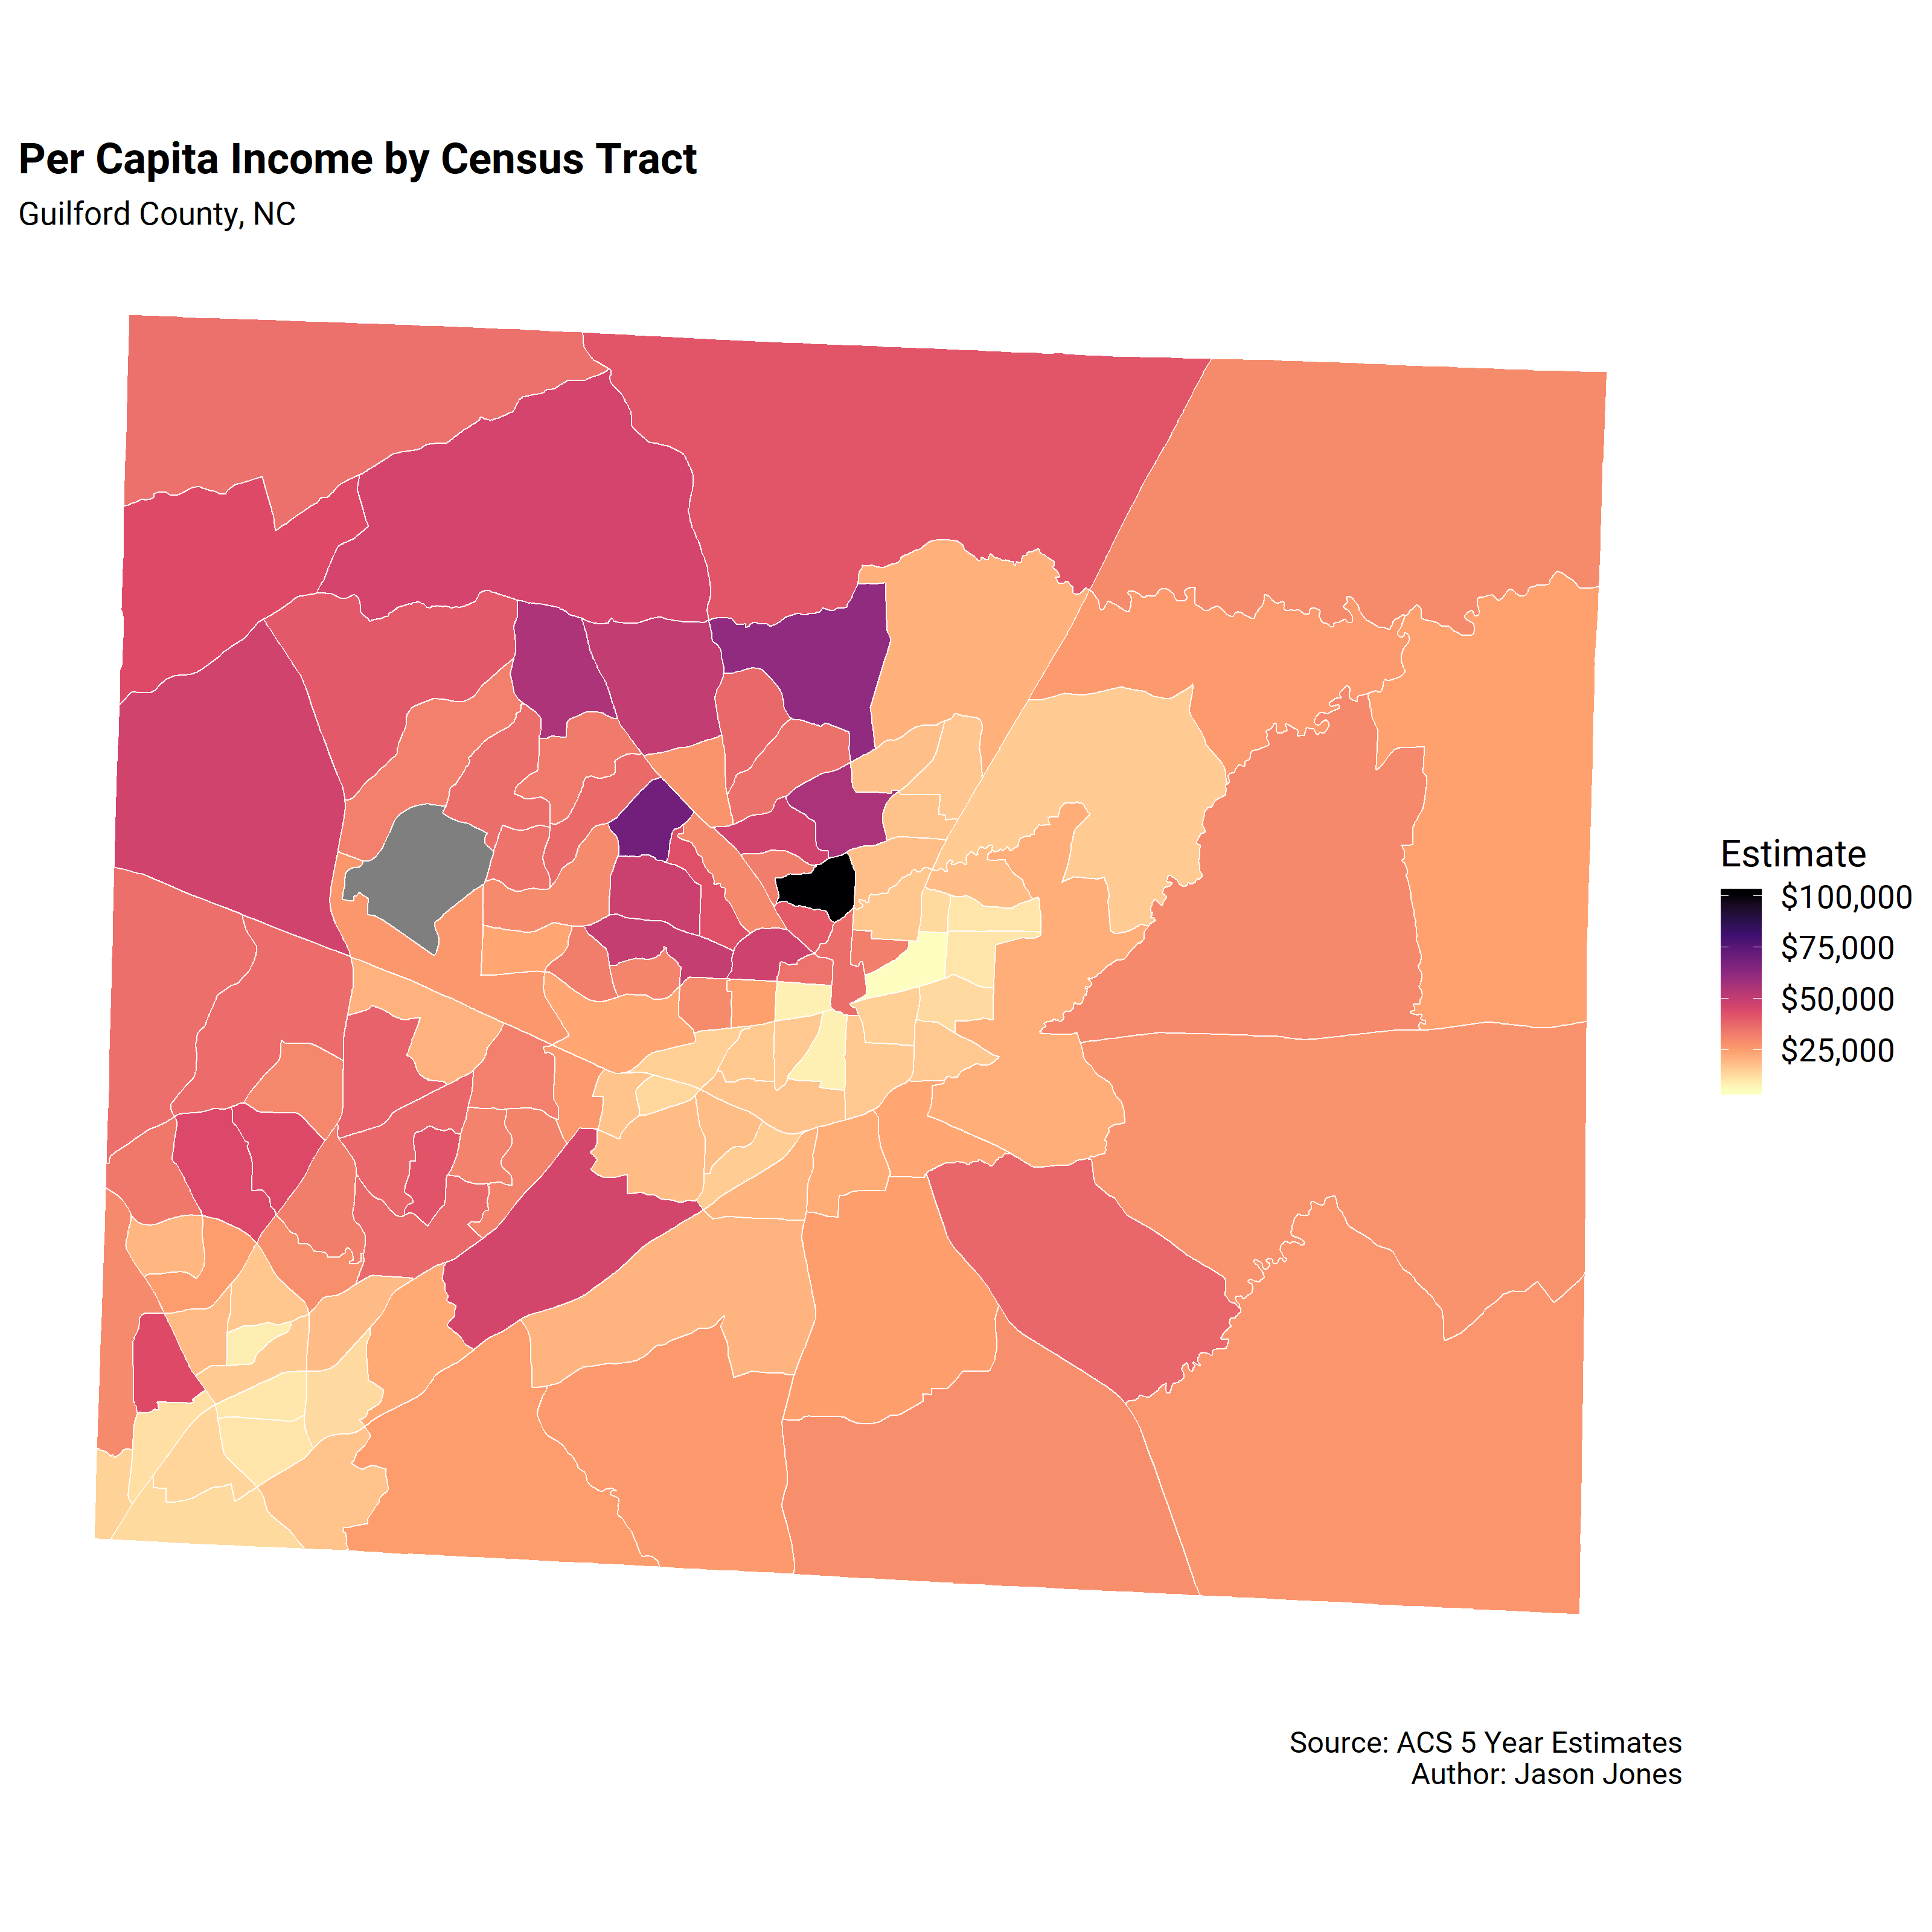 Per Capita Income by Census Tract
Guilford County, NC
Estimate
$100,000
$75,000
$50,000
$25,000
Source: ACS 5 Year Estimates
Author: Jason Jones